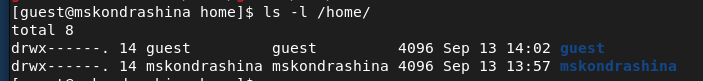 [guest@mskondrashina home]$ ls -l /home/
total 8
drwx------. 14 guest        guest        4096 Sep 13 14:02 guest
drwx------. 14 mskondrashina mskondrashina 4096 Sep 13 13:57 mskondrashina